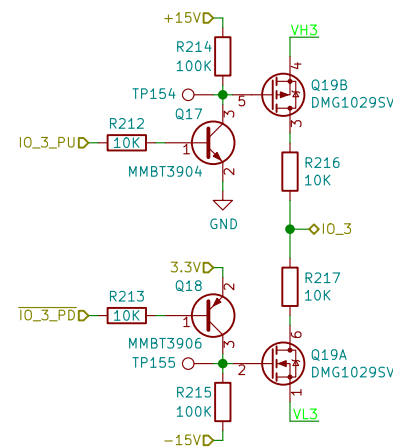 +15V
VH3
R214
100K
4
TP154
5
Q19B
DMG1029SV
Q17
3
3
R212
10K
IO_3_PU
1
MMBT3904
2
R216
10K
GND
IO_3
3.3V
Q18
2
R217
10K
R213
10K
IO_3_PD
1
MMBT3906
3
6
TP155
2
Q19A
DMG1029SV
1
R215
100K
VL3
-15V